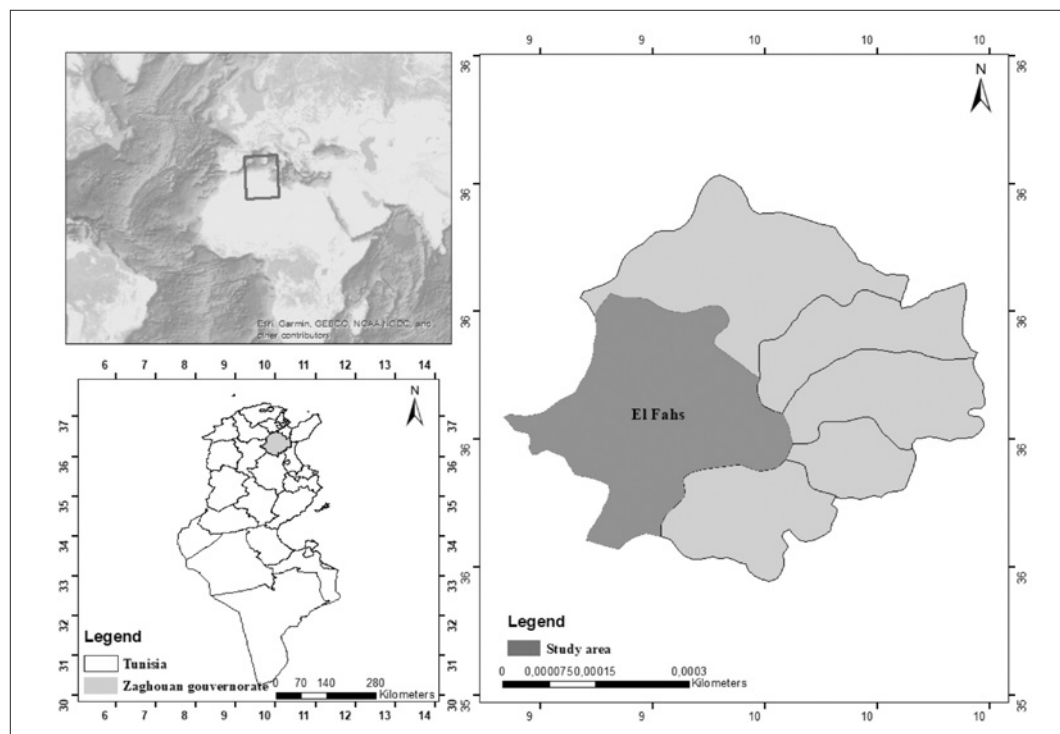 Esri, Garmin, GEBCO, NOAA NGDC, and
other contributors
6 7 8 9 10 11 12 13 14
N
37 37
36 36
35 35
34 34
33 33
32 32
31 31
30 30
Legend
Tunisia
Zaghouan gouvernorate
0 70 140 280
Kilometers
6 7 8 9 10 11 12 13 14
9 9 10 10 10
N
36 36
36 36
36 36
El Fahs
36 36
36 36
35 35
Legend
Study area
0 0,000075 0,00015 0,0003
Kilometers
9 9 10 10 10